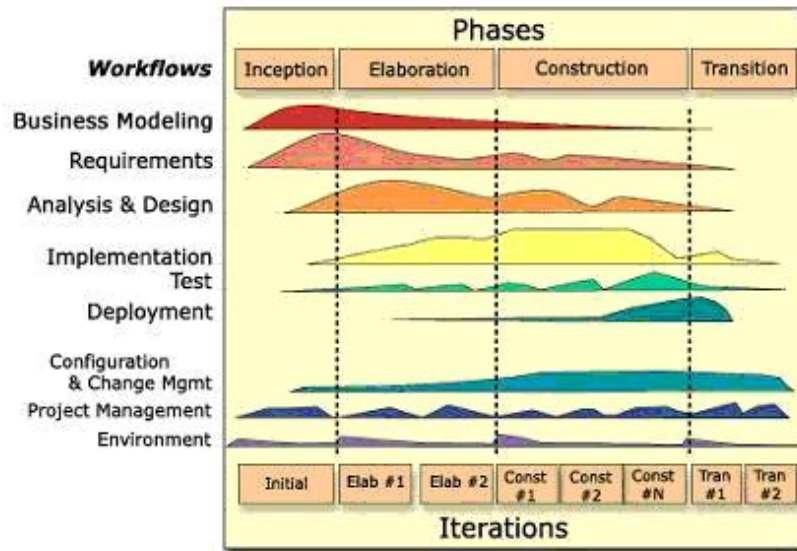 Phases
Workflows
Inception
Elaboration
Construction
Transition
Business Modeling
Requirements
Analysis & Design
Implementation
Test
Deployment
Configuration
& Change Mgmt
Project Management
Environment
Initial
Elab #1
Elab #2
Const
#1
Const
#2
Const
#N
Tran
#1
Tran
#2
Iterations